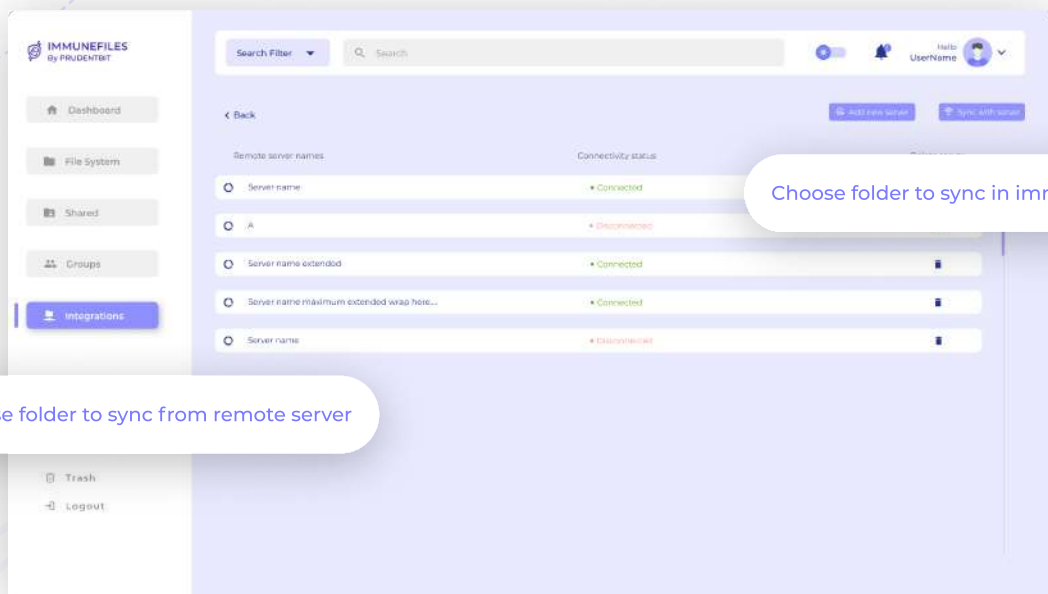 IMMUNEFILES
By PRUDENTBIT
Search Filter
Search
Hello
UserName
Dashboard
File System
Shared
Groups
Integrations
Trash
Logout
Back
Add new server
Sync with server
Remote server names
Connectivity status
Server name
Connected
A
Disconnected
Server name extended
Connected
Server name maximum extended wrap here...
Connected
Server name
Disconnected
Choose folder to sync in
folder to sync from remote server